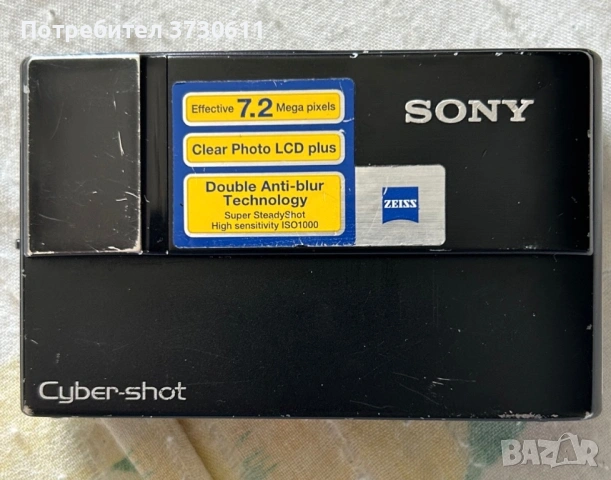 Потребител 3730611
Effective 7.2 Mega pixels
Clear Photo LCD plus
Double Anti-blur
Technology
Super SteadyShot
High sensitivity ISO1000
SONY
ZEISS
Cyber-shot
BAZAR